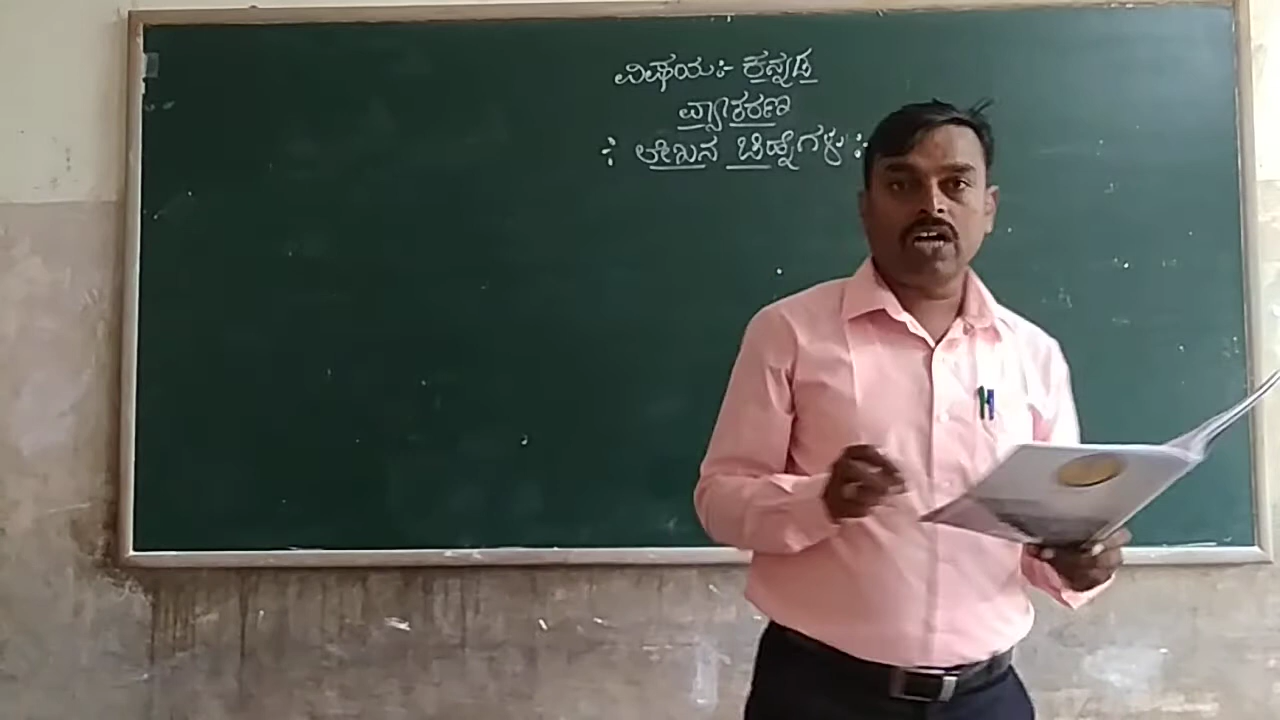 ವಿಷಯ:- ಕನ್ನಡ
ವ್ಯಾಕರಣ
:- ಲೇಖನ ಚಿಹ್ನೆಗಳು :-